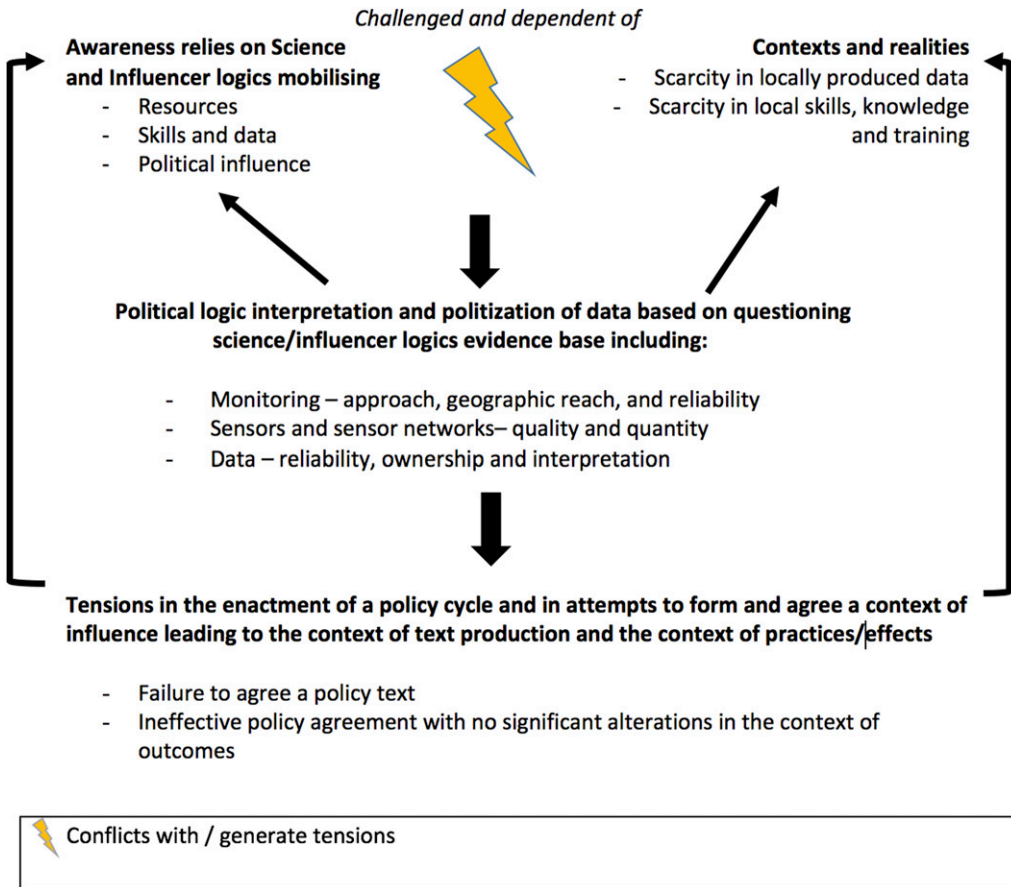 Challenged and dependent of
Awareness relies on Science
and Influencer logics mobilising
- Resources
- Skills and data
- Political influence
Contexts and realities
- Scarcity in locally produced data
- Scarcity in local skills, knowledge
and training
Political logic interpretation and politization of data based on questioning
science/influencer logics evidence base including:
- Monitoring – approach, geographic reach, and reliability
- Sensors and sensor networks– quality and quantity
- Data – reliability, ownership and interpretation
Tensions in the enactment of a policy cycle and in attempts to form and agree a context of
influence leading to the context of text production and the context of practices/effects
- Failure to agree a policy text
- Ineffective policy agreement with no significant alterations in the context of
outcomes
Conflicts with / generate tensions